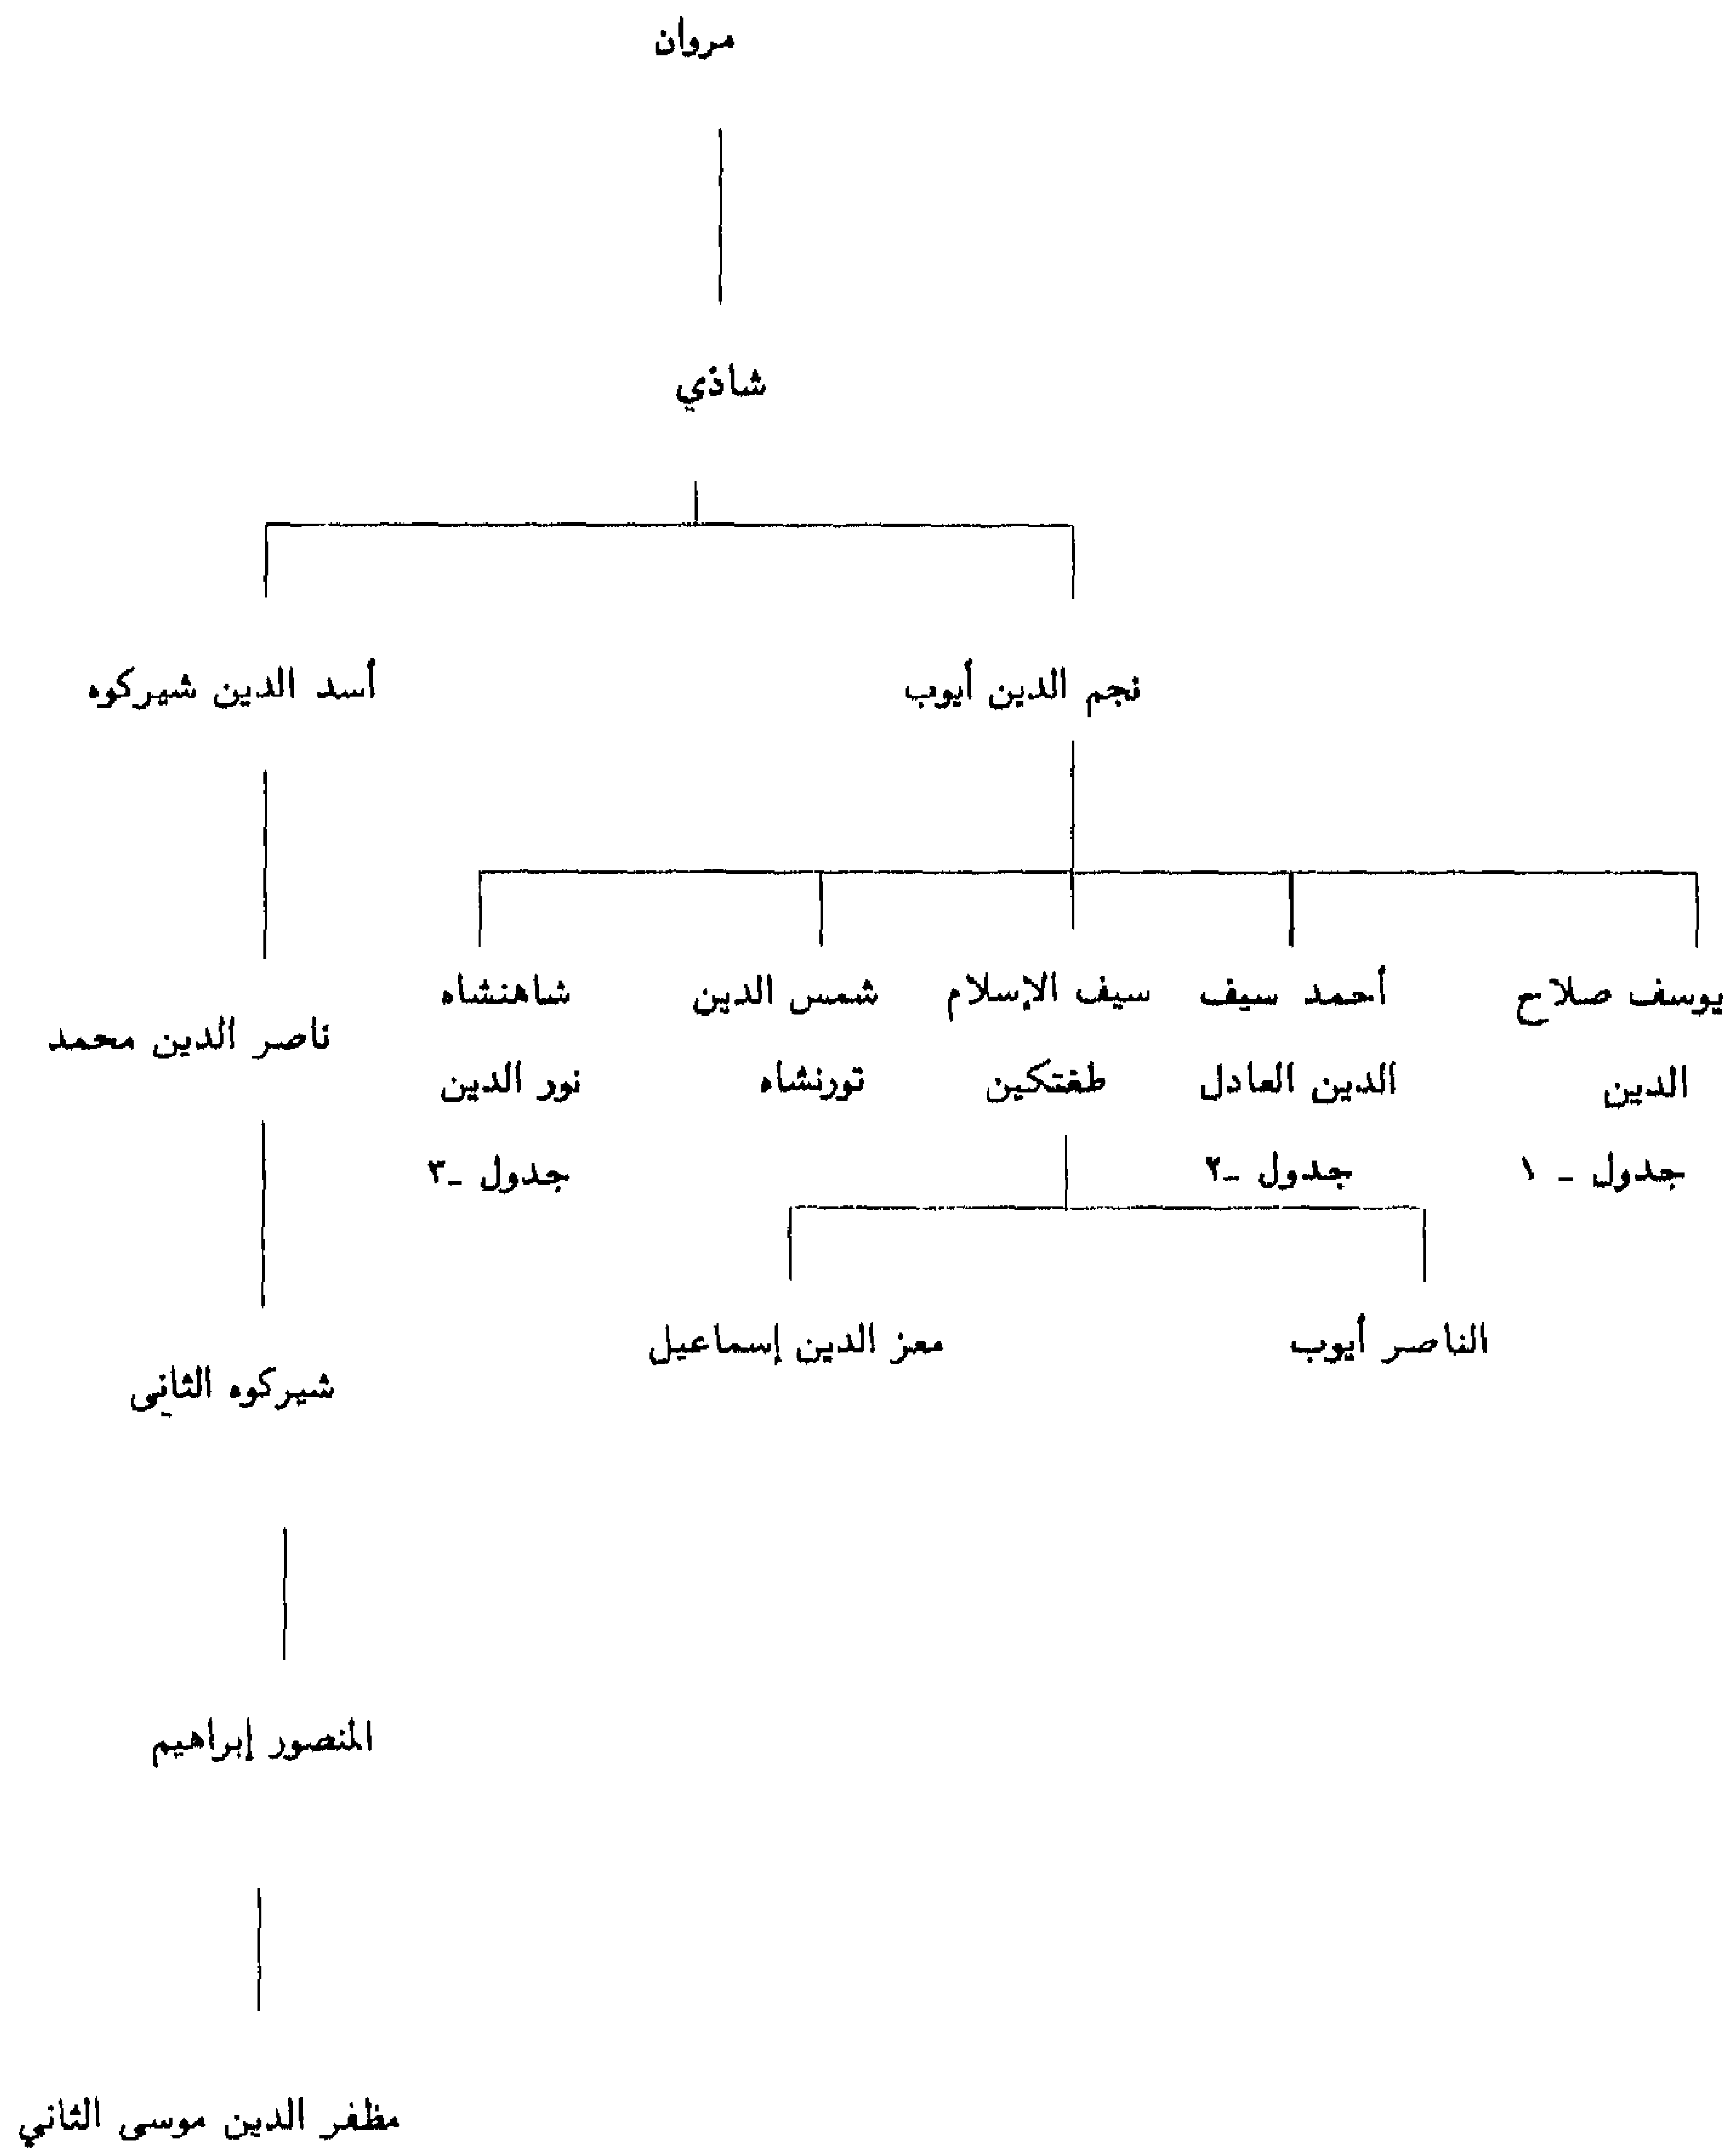 مروان
شاذي
نجم الدين أيوب
أسد الدين شيركوه
يوسف صلاح
الدين
جدول ـ ١
أحمد سيف
الدين العادل
جدول ـ٢
سيف الإسلام
طغتكين
شمس الدين
تورنشاه
شاهنشاه
نور الدين
جدول ـ٣
ناصر الدين محمد
الناصر أيوب
معز الدين إسماعيل
شيركوه الثاني
المنصور إبراهيم
مظفر الدين موسى الثاني